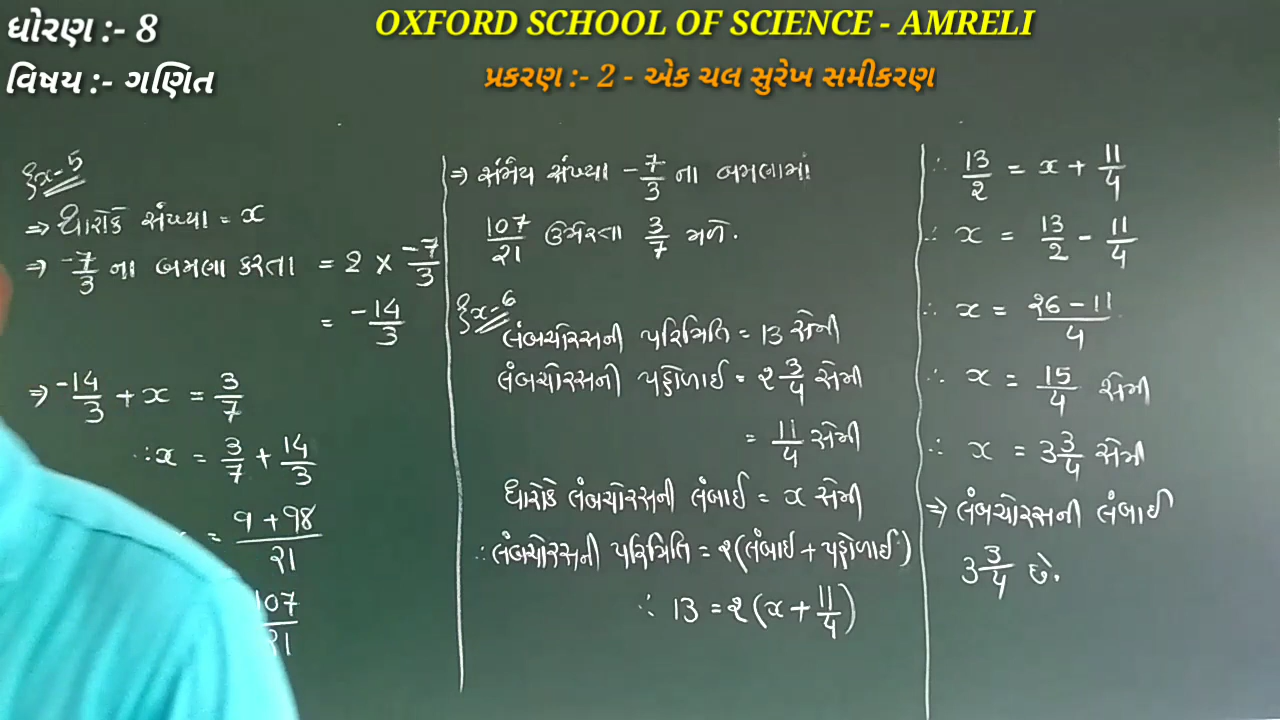 ધોરણ :- 8
વિષય :- ગણિત
OXFORD SCHOOL OF SCIENCE - AMRELI
પ્રકરણ :- 2 - એક ચલ સુરેખ સમીકરણ
Ex-5
⇒ ધારોકે સંખ્યા = x
⇒ -7/3 ના બમણા કરતા = 2 × -7/3
= -14/3
⇒ -14/3 + x = 3/7
∴ x = 3/7 + 14/3
= 9 + 98 / 21
107/21
⇒ સંમેય સંખ્યા -7/3 ના બમણામાં
107/21 ઉમેરતા 3/7 મળે.
Ex-6
લંબચોરસની પરિમિતિ = 13 સેમી
લંબચોરસની પહોળાઈ = 2 3/4 સેમી
= 11/4 સેમી
ધારોકે લંબચોરસની લંબાઈ = x સેમી
∴ લંબચોરસની પરિમિતિ = 2(લંબાઈ + પહોળાઈ)
∴ 13 = 2(x + 11/4)
∴ 13/2 = x + 11/4
∴ x = 13/2 - 11/4
∴ x = 26 - 11 / 4
∴ x = 15/4 સેમી
∴ x = 3 3/4 સેમી
⇒ લંબચોરસની લંબાઈ
3 3/4 છે.